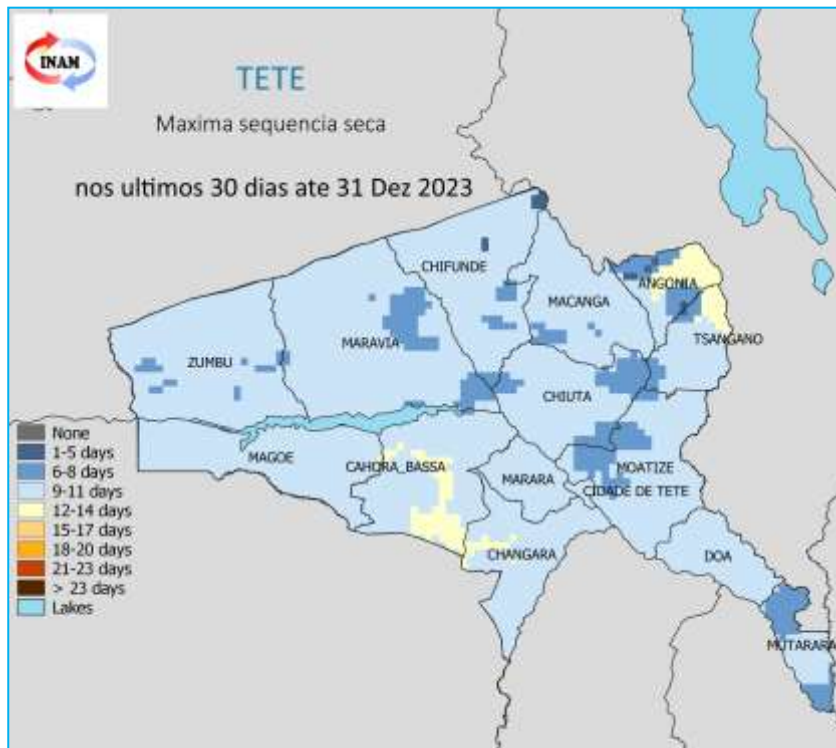 INAM
TETE
Maxima sequencia seca
nos ultimos 30 dias ate 31 Dez 2023
CHIFUNDE
ANGONIA
MACANGA
TSANGANO
MARAVIA
ZUMBU
CHIUTA
MAGOE
CAHORA_BASSA
MARARA
MOATIZE
CIDADE DE TETE
CHANGARA
DOA
MUTARARA
None
1-5 days
6-8 days
9-11 days
12-14 days
15-17 days
18-20 days
21-23 days
> 23 days
Lakes